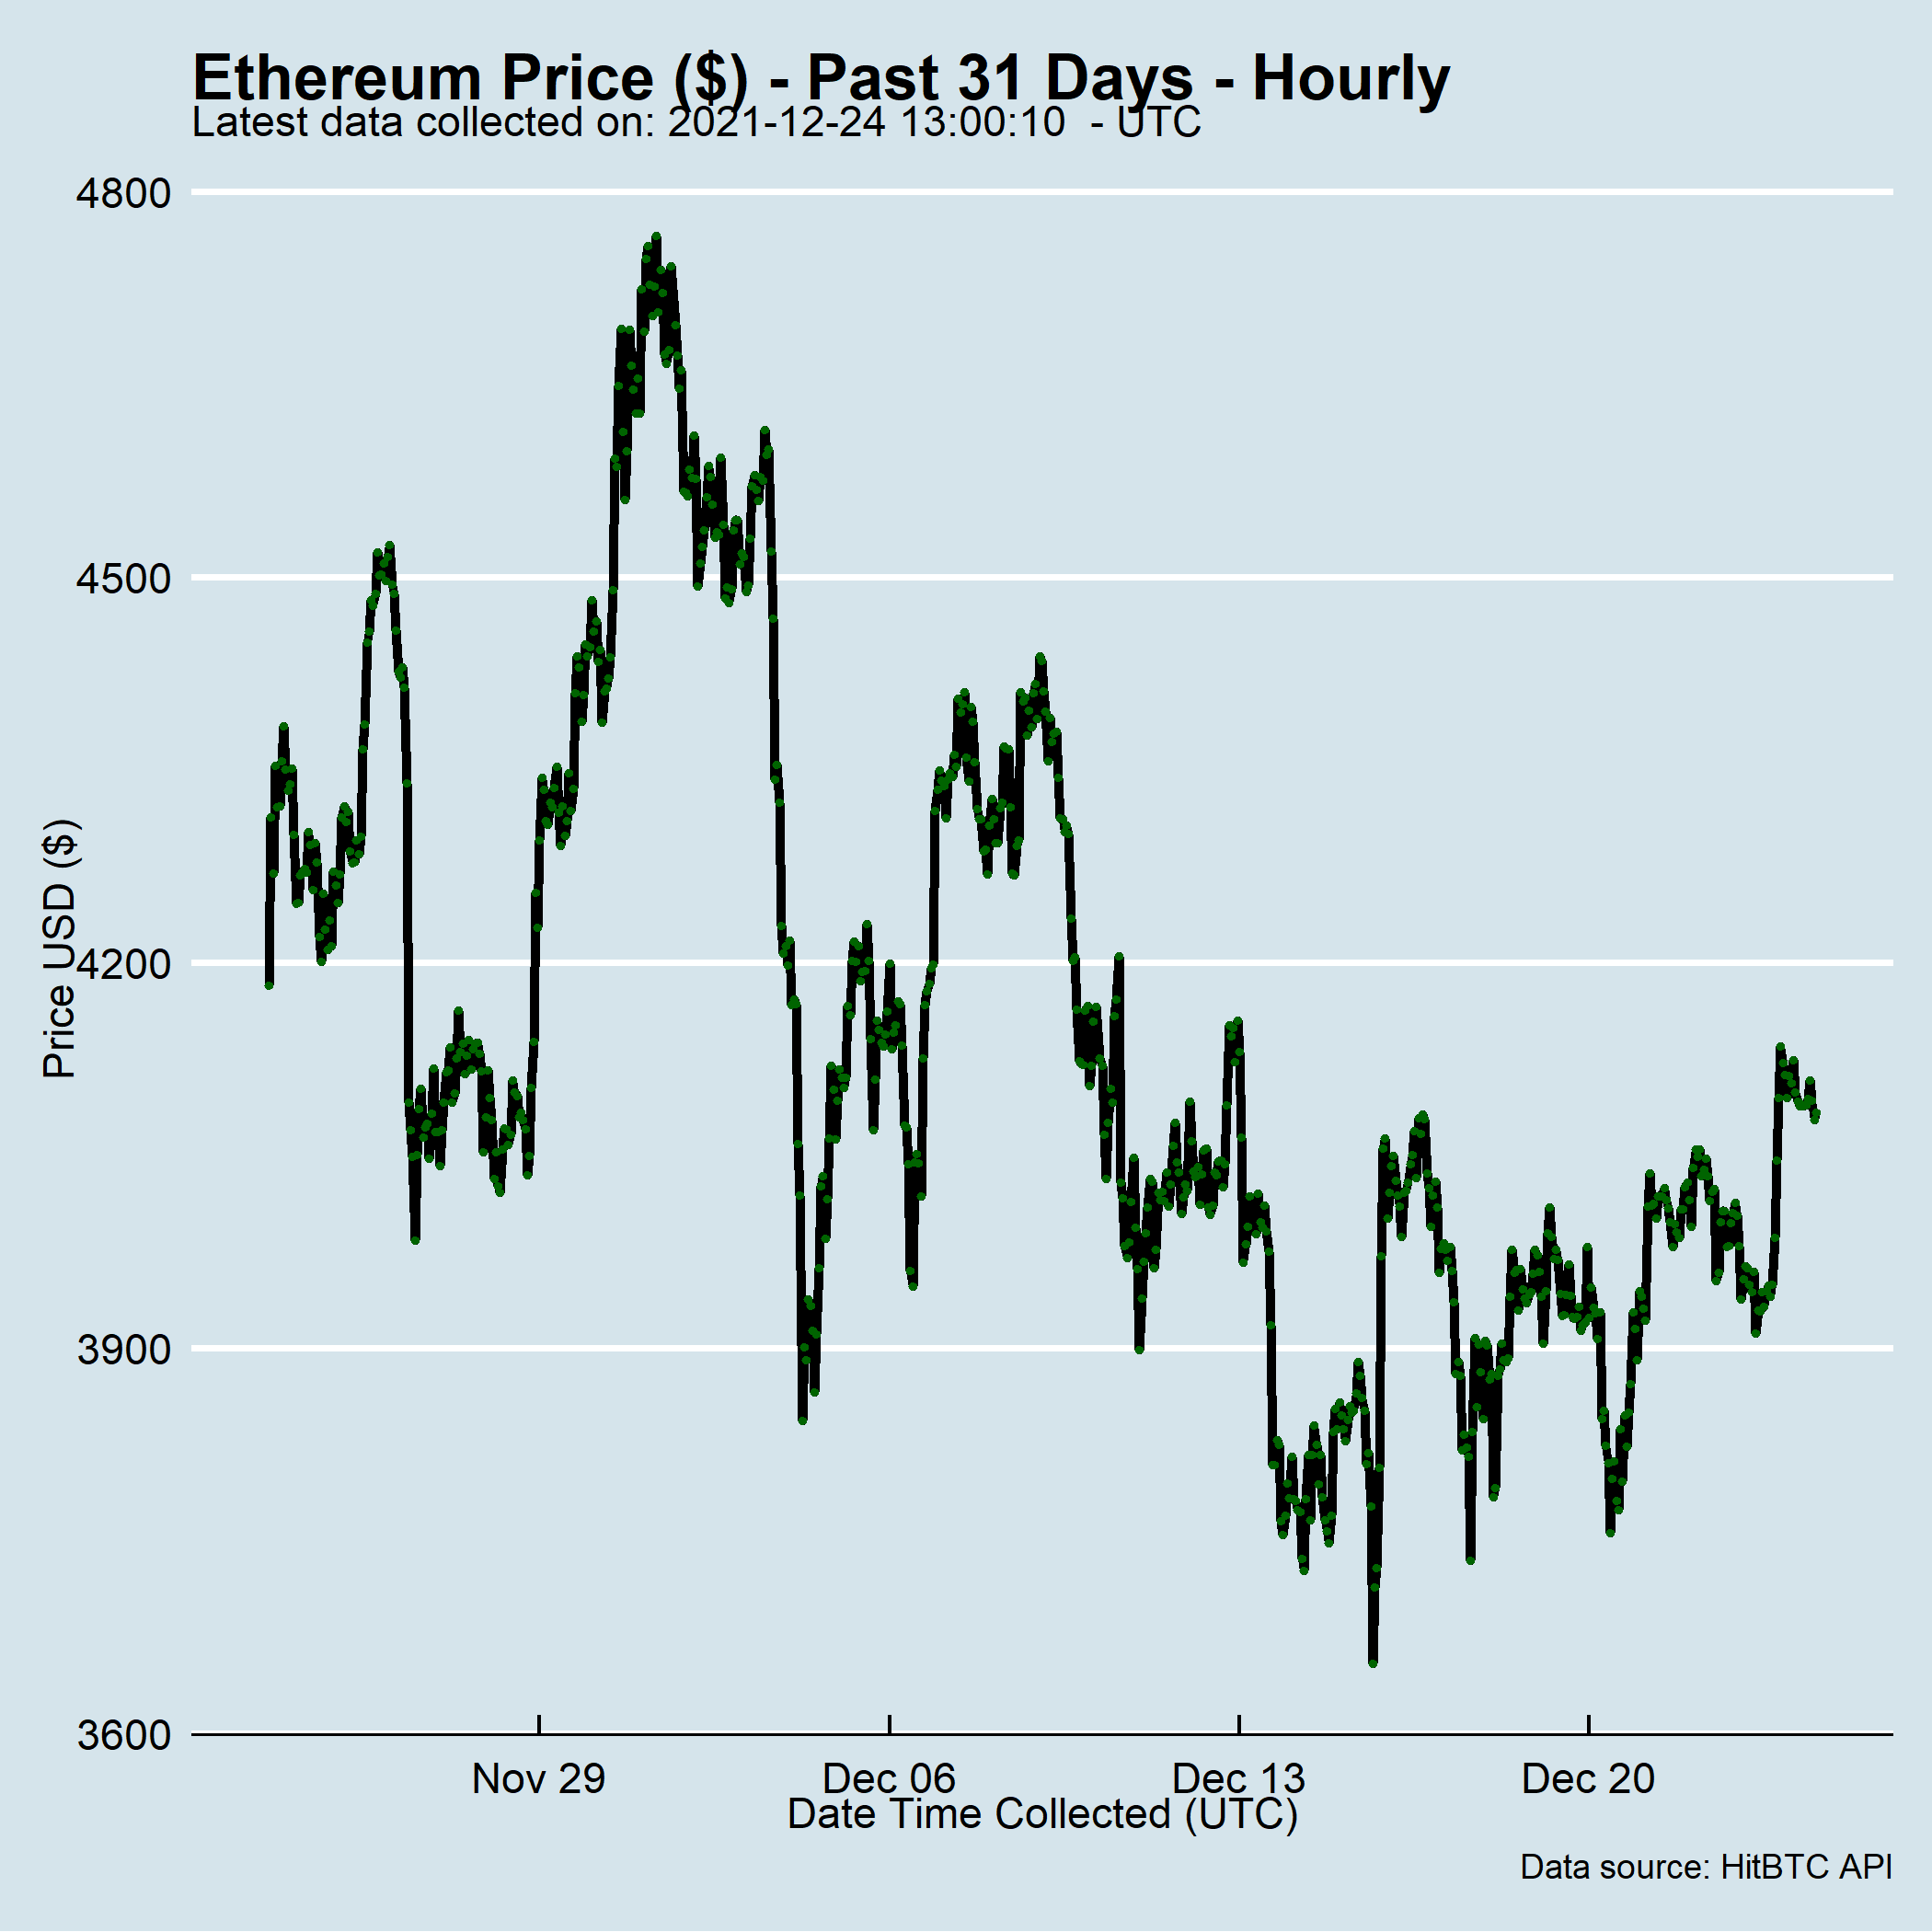 Ethereum Price ($) - Past 31 Days - Hourly
Latest data collected on: 2021-12-24 13:00:10  - UTC
4800
4500
4200
3900
3600
Price USD ($)
Nov 29
Dec 06
Dec 13
Dec 20
Date Time Collected (UTC)
Data source: HitBTC API